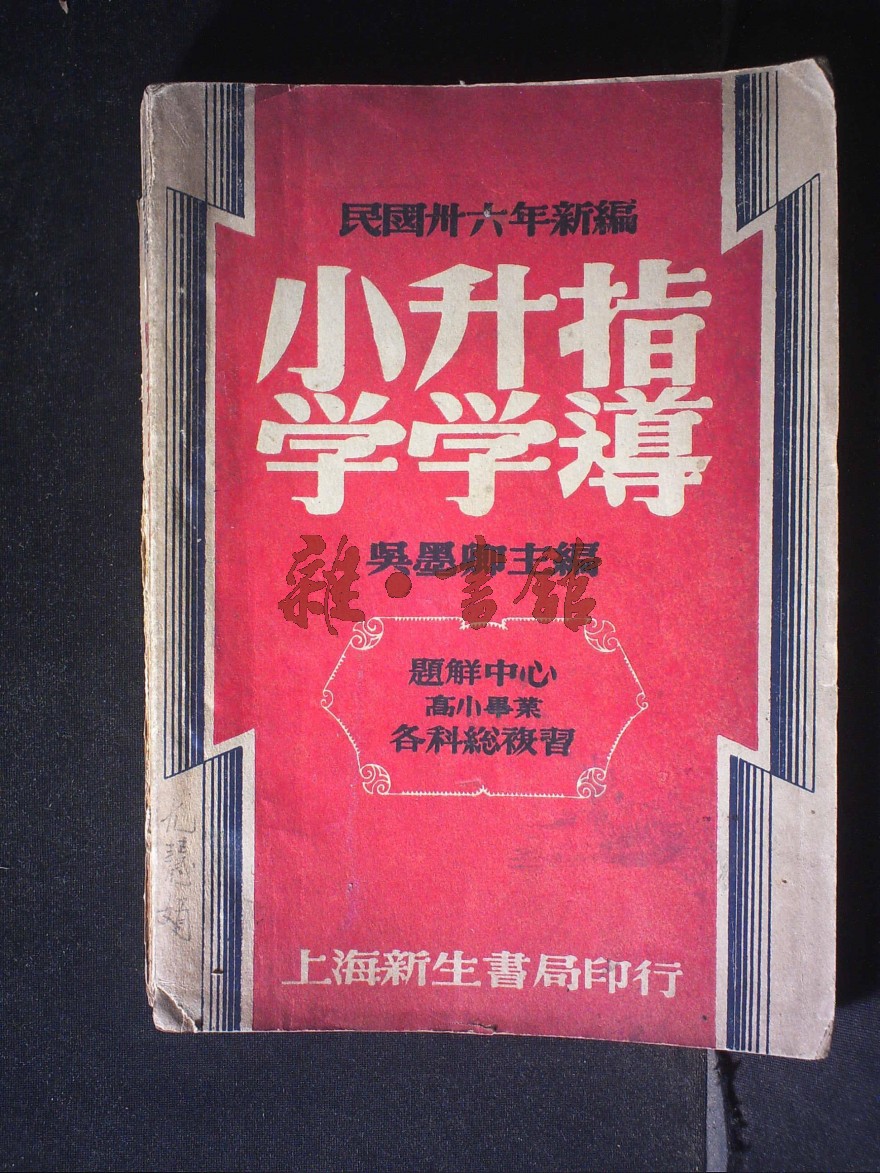 民國卅六年新編
小升指
学学導
吳墨卿主編
雜·書館
題解中心
高小畢業
各科總複習
上海新生書局印行